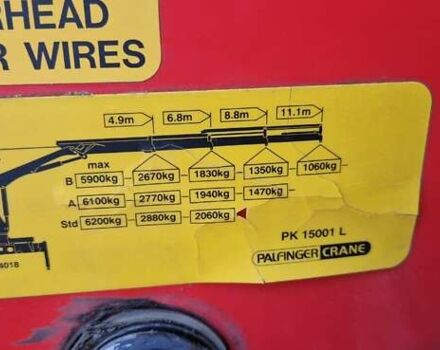 RHEAD
R WIRES
4.9m 6.8m 8.8m 11.1m
max
B 5900kg 2670kg 1830kg 1350kg 1060kg
A 6100kg 2770kg 1940kg 1470kg
Std 6200kg 2880kg 2060kg
PK 15001 L
PALFINGER CRANE